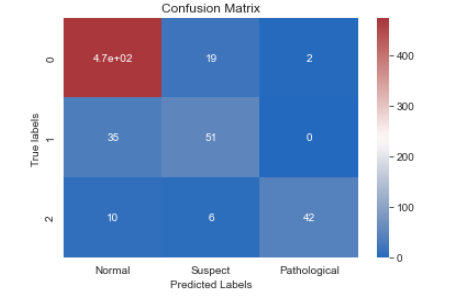 Confusion Matrix
True labels
0
4.7e+02
19
2
1
35
51
0
2
10
6
42
Normal
Suspect
Pathological
Predicted Labels
400
300
200
100
0